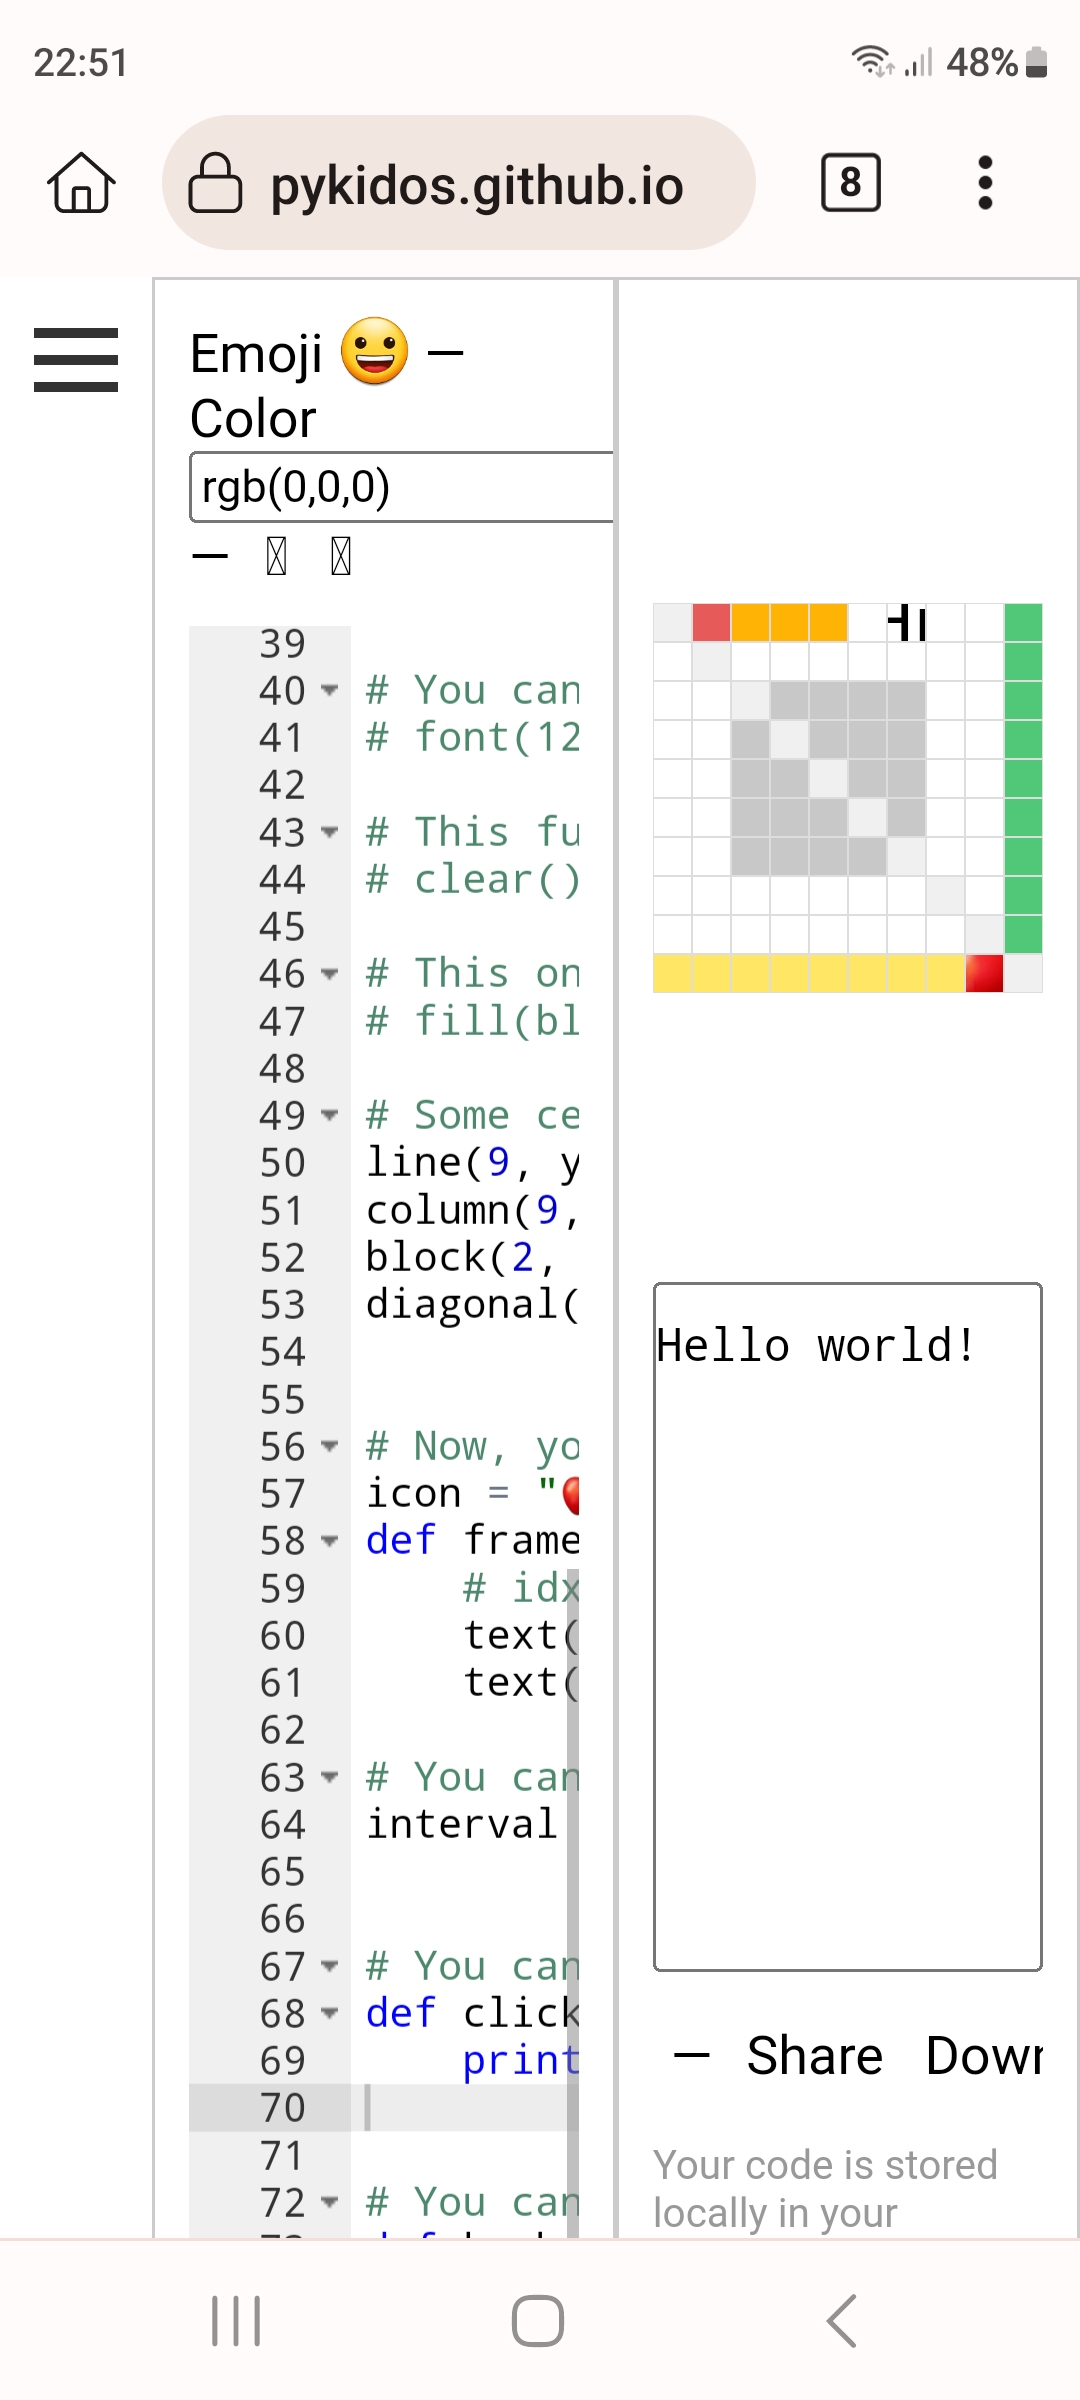 22:51
48%
pykidos.github.io
8
Emoji 😀 —
Color
rgb(0,0,0)
—
39
40 # You can
41 # font(12
42
43 # This fu
44 # clear()
45
46 # This on
47 # fill(bl
48
49 # Some ce
50 line(9, y
51 column(9,
52 block(2,
53 diagonal(
54
55
56 # Now, yo
57 icon = "
58 def frame
59 # idx
60 text(
61 text(
62
63 # You can
64 interval
65
66
67 # You can
68 def click
69 print
70
71
72 # You can
Hello world!
— Share Down
Your code is stored
locally in your